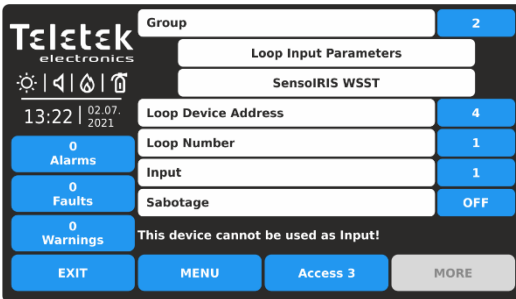 Teletek
electronics
13:22 02.07.
2021
0
Alarms
0
Faults
0
Warnings
Group 2
Loop Input Parameters
SensoIRIS WSST
Loop Device Address 4
Loop Number 1
Input 1
Sabotage OFF
This device cannot be used as Input!
EXIT MENU Access 3 MORE